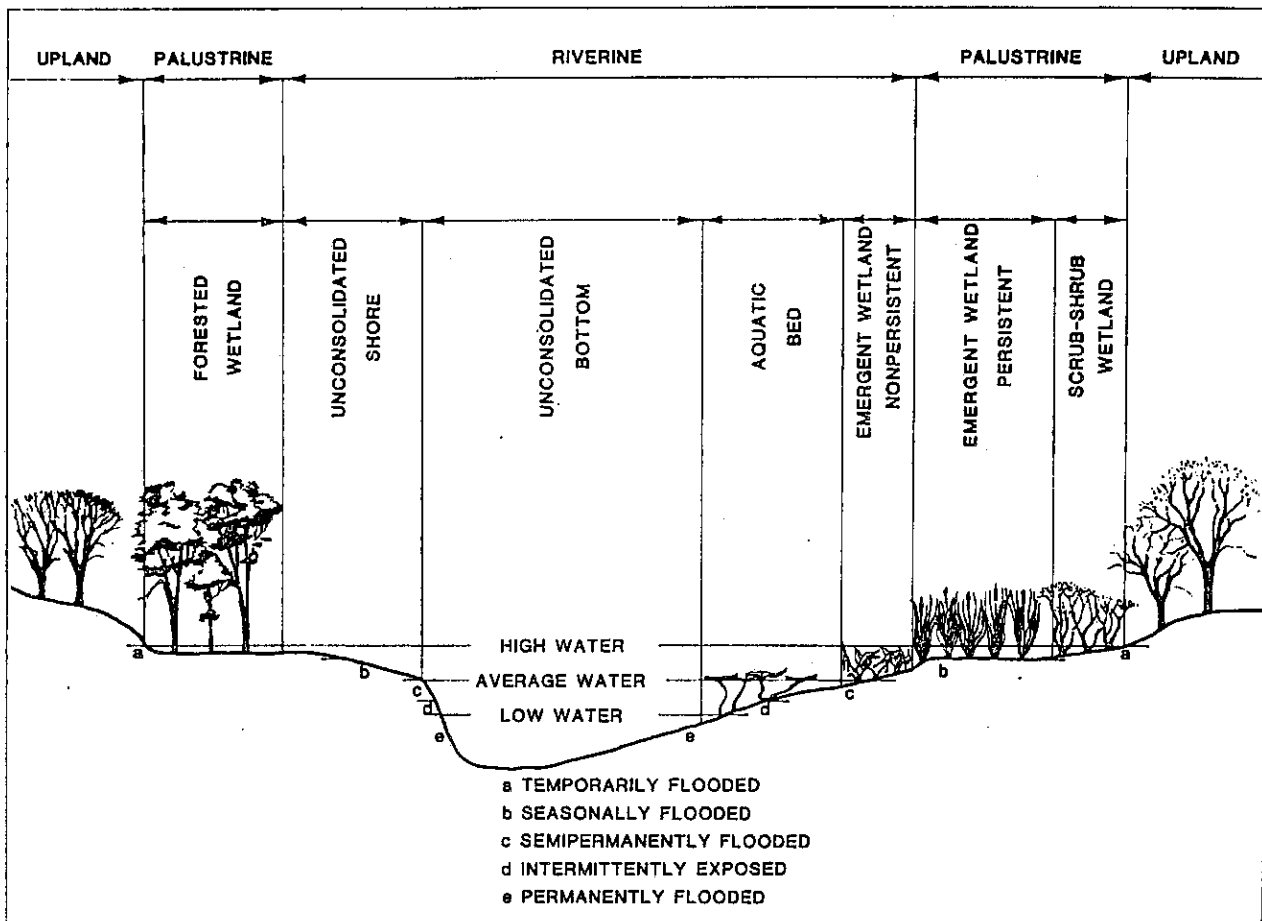 UPLAND PALUSTRINE RIVERINE PALUSTRINE UPLAND
FORESTED
WETLAND
UNCONSOLIDATED
SHORE
UNCONSOLIDATED
BOTTOM
AQUATIC
BED
EMERGENT WETLAND
NONPERSISTENT
EMERGENT WETLAND
PERSISTENT
SCRUB-SHRUB
WETLAND
a HIGH WATER a
b b
AVERAGE WATER
c c
d d
LOW WATER
e e
a TEMPORARILY FLOODED
b SEASONALLY FLOODED
c SEMIPERMANENTLY FLOODED
d INTERMITTENTLY EXPOSED
e PERMANENTLY FLOODED